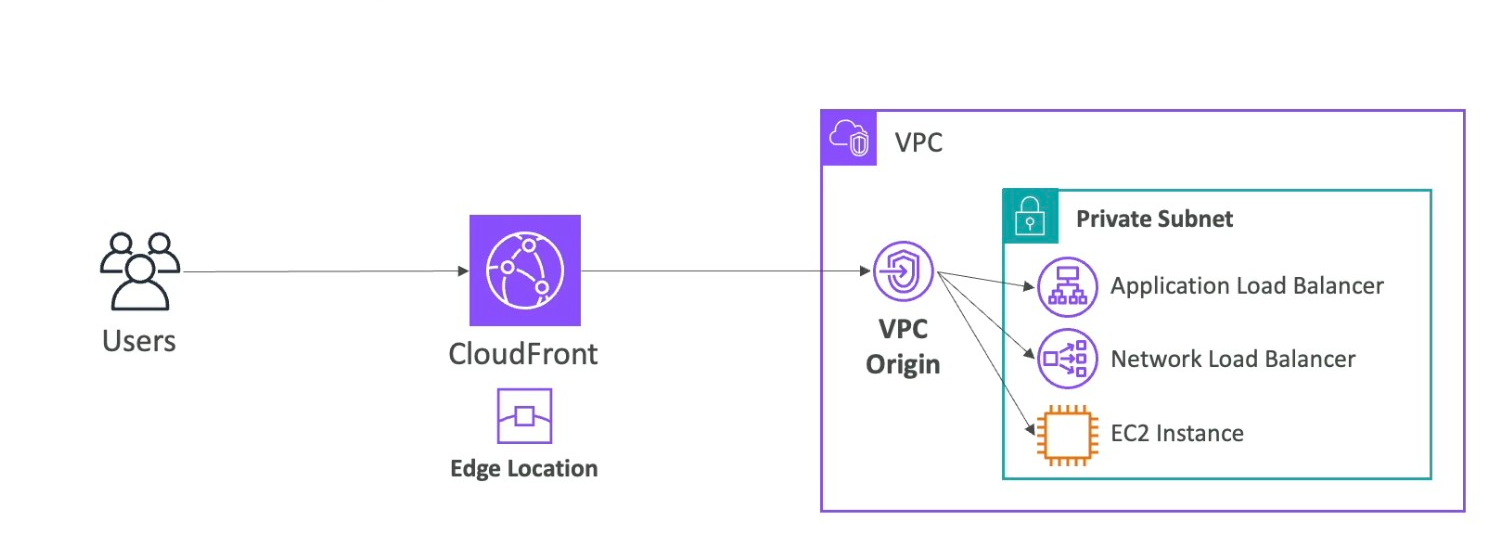 Users
CloudFront
Edge Location
VPC
VPC
Origin
Private Subnet
Application Load Balancer
Network Load Balancer
EC2 Instance